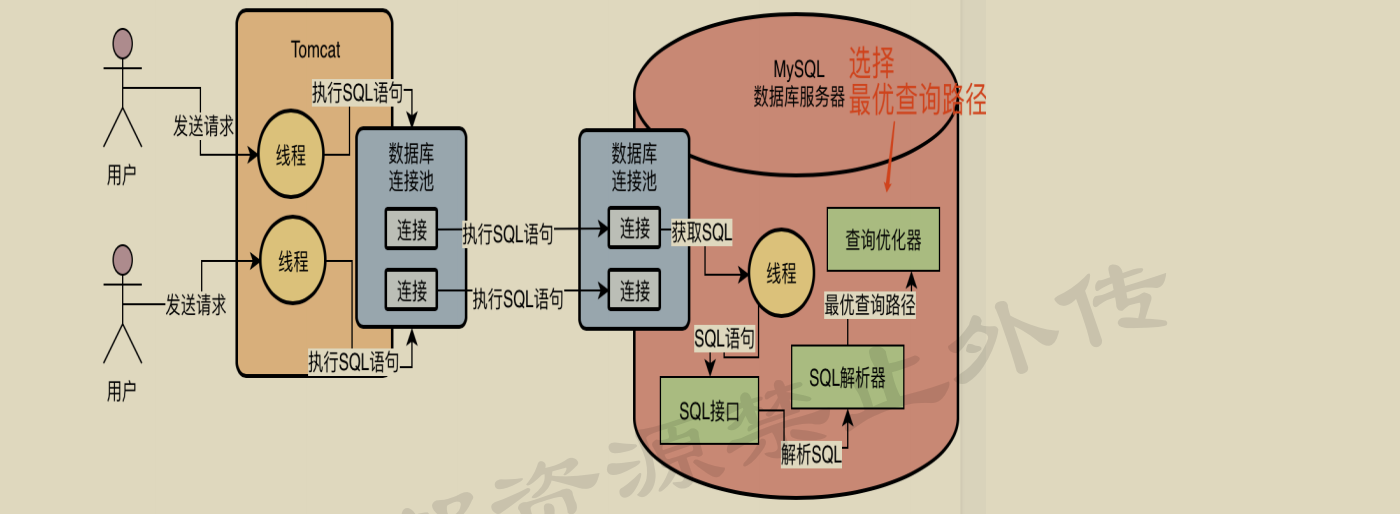 Tomcat
MySQL
数据库服务器
选择
最优查询路径
执行SQL语句
发送请求
线程
用户
数据库
连接池
连接
连接
执行SQL语句
执行SQL语句
数据库
连接池
连接
连接
获取SQL
线程
查询优化器
最优查询路径
线程
发送请求
用户
执行SQL语句
SQL语句
SQL接口
SQL解析器
解析SQL
资源禁止外传